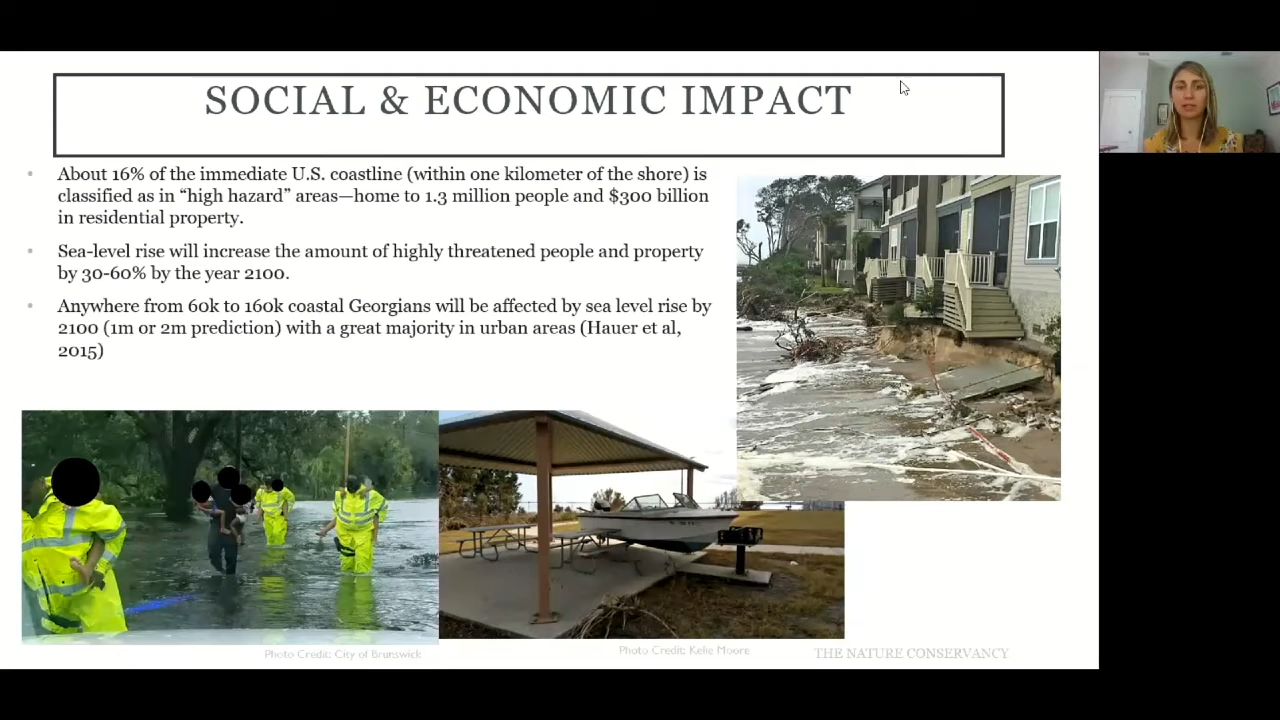 SOCIAL & ECONOMIC IMPACT
About 16% of the immediate U.S. coastline (within one kilometer of the shore) is
classified as in “high hazard” areas—home to 1.3 million people and $300 billion
in residential property.
Sea-level rise will increase the amount of highly threatened people and property
by 30-60% by the year 2100.
Anywhere from 60k to 160k coastal Georgians will be affected by sea level rise by
2100 (1m or 2m prediction) with a great majority in urban areas (Hauer et al,
2015)
Photo Credit: City of Brunswick
Photo Credit: Kelie Moore
THE NATURE CONSERVANCY